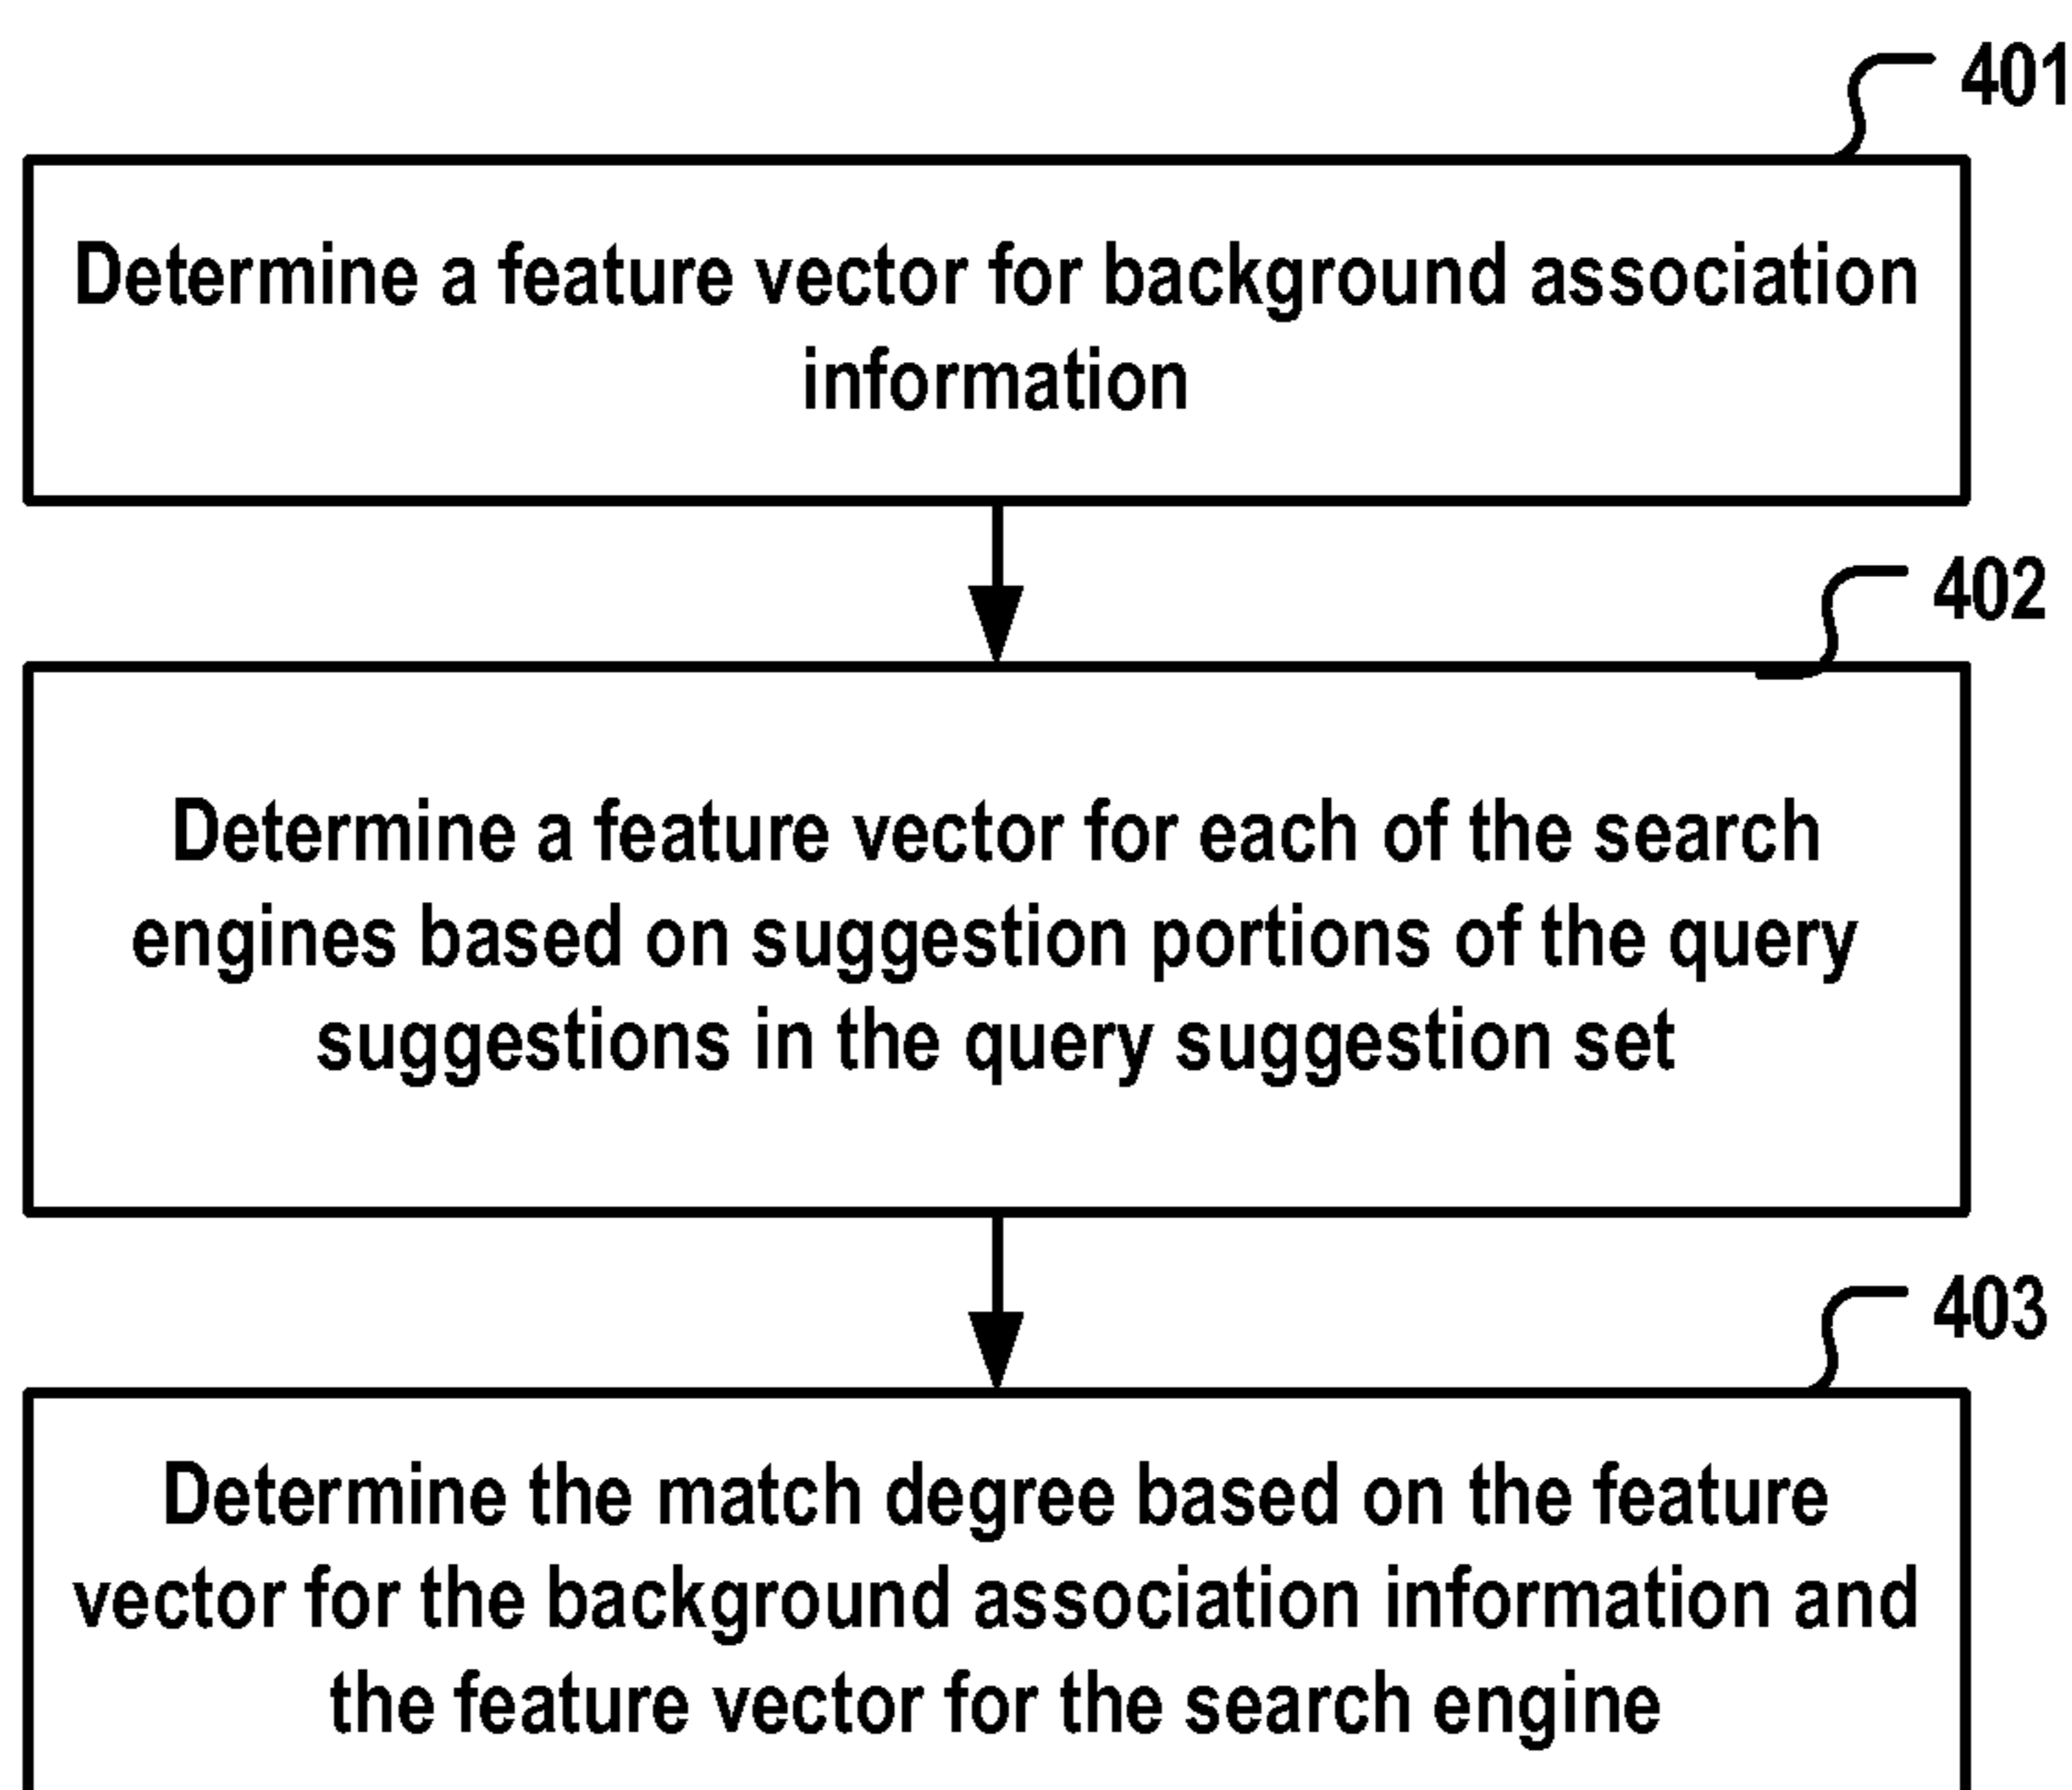 401
Determine a feature vector for background association
information
402
Determine a feature vector for each of the search
engines based on suggestion portions of the query
suggestions in the query suggestion set
403
Determine the match degree based on the feature
vector for the background association information and
the feature vector for the search engine